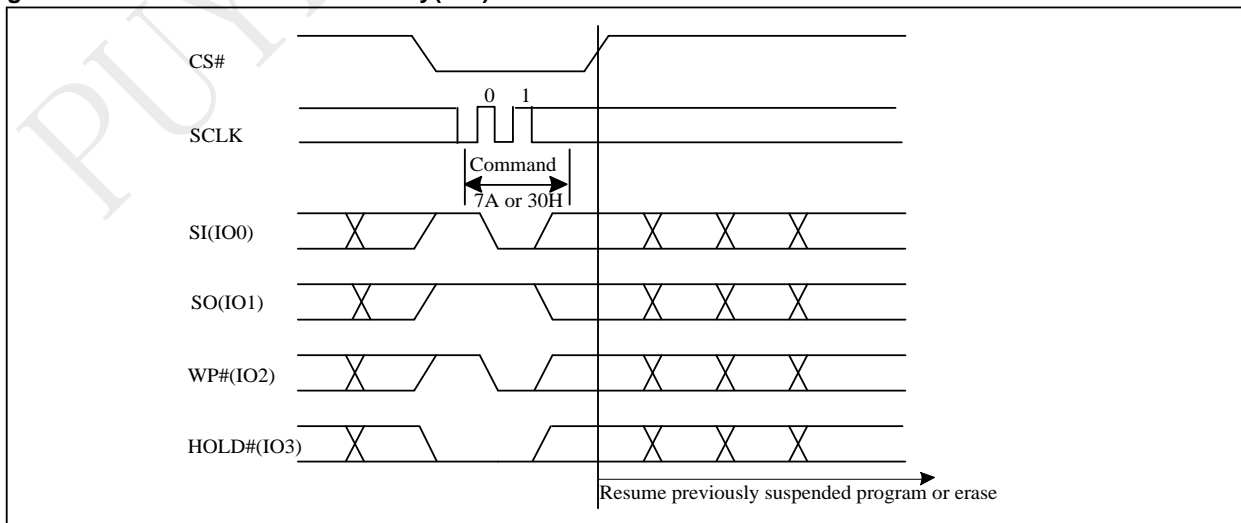 CS#
0 1
SCLK
Command
7A or 30H
SI(IO0)
SO(IO1)
WP#(IO2)
HOLD#(IO3)
Resume previously suspended program or erase